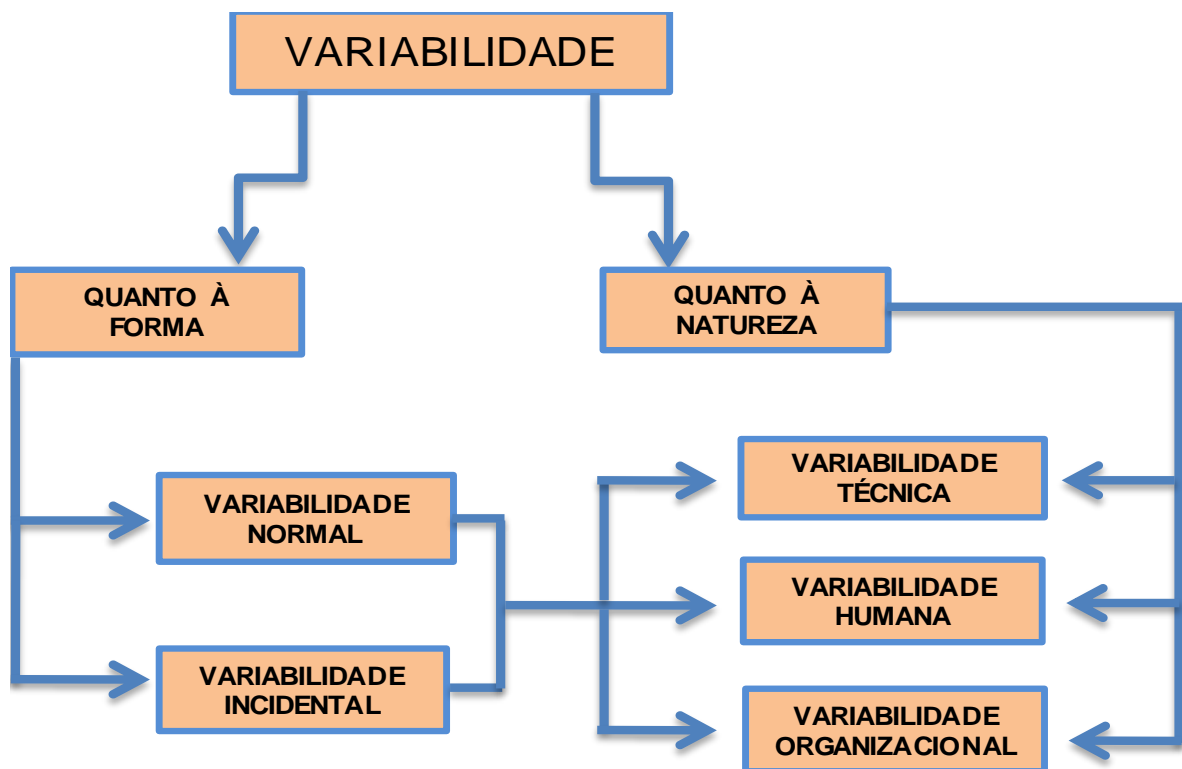 VARIABILIDADE
QUANTO À
FORMA
QUANTO À
NATUREZA
VARIABILIDADE
NORMAL
VARIABILIDADE
INCIDENTAL
VARIABILIDADE
TÉCNICA
VARIABILIDADE
HUMANA
VARIABILIDADE
ORGANIZACIONAL